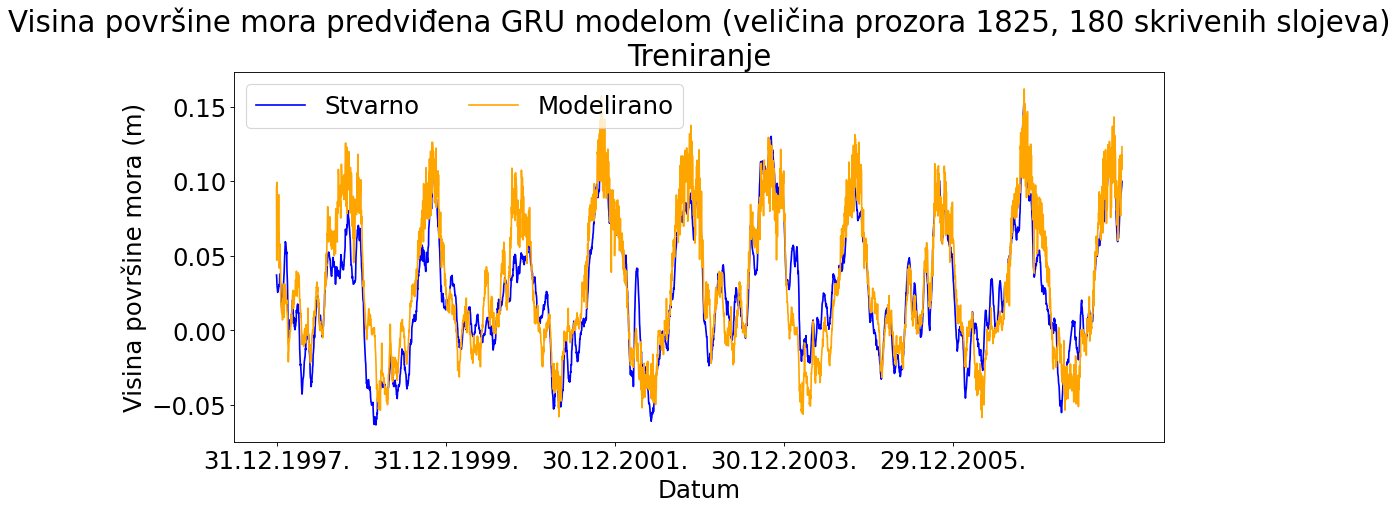 Visina površine mora predviđena GRU modelom (veličina prozora 1825, 180 skrivenih slojeva)
Treniranje
Stvarno
Modelirano
Visina površine mora (m)
0.15
0.10
0.05
0.00
−0.05
31.12.1997.
31.12.1999.
30.12.2001.
30.12.2003.
29.12.2005.
Datum